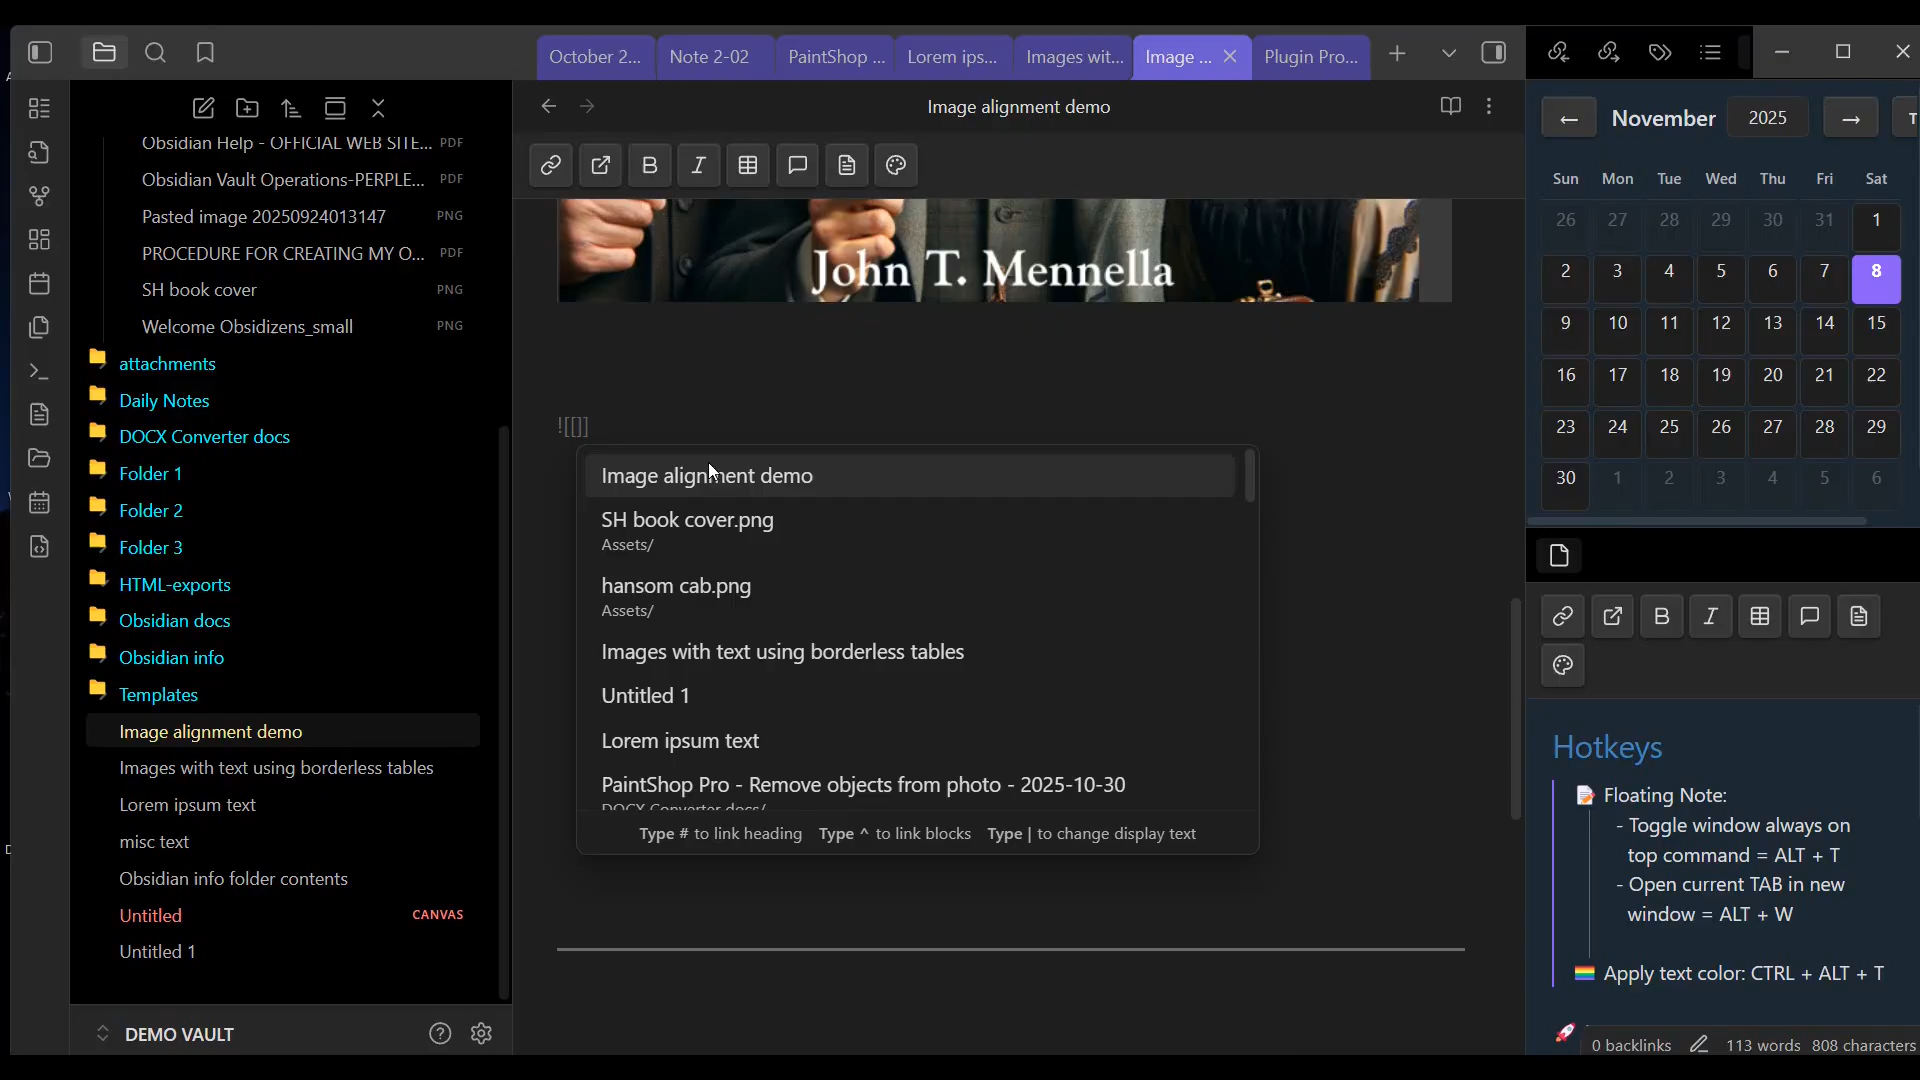 October 2...
Note 2-02
PaintShop ...
Lorem ips...
Images wit...
Image ...
Plugin Pro...
Image alignment demo
Obsidian Help - OFFICIAL WEB SITE... PDF
Obsidian Vault Operations-PERPLE... PDF
Pasted image 20250924013147 PNG
PROCEDURE FOR CREATING MY O... PDF
SH book cover PNG
Welcome Obsidizens_small PNG
attachments
Daily Notes
DOCX Converter docs
Folder 1
Folder 2
Folder 3
HTML-exports
Obsidian docs
Obsidian info
Templates
Image alignment demo
Images with text using borderless tables
Lorem ipsum text
misc text
Obsidian info folder contents
Untitled CANVAS
Untitled 1
DEMO VAULT
John T. Mennella
![[]]
Image alignment demo
SH book cover.png
Assets/
hansom cab.png
Assets/
Images with text using borderless tables
Untitled 1
Lorem ipsum text
PaintShop Pro - Remove objects from photo - 2025-10-30
DOCX Converter docs/
Type # to link heading Type ^ to link blocks Type | to change display text
← November 2025 → T
Sun Mon Tue Wed Thu Fri Sat
26 27 28 29 30 31 1
2 3 4 5 6 7 8
9 10 11 12 13 14 15
16 17 18 19 20 21 22
23 24 25 26 27 28 29
30 1 2 3 4 5 6
Hotkeys
📝 Floating Note:
- Toggle window always on
top command = ALT + T
- Open current TAB in new
window = ALT + W
Apply text color: CTRL + ALT + T
0 backlinks 113 words 808 characters